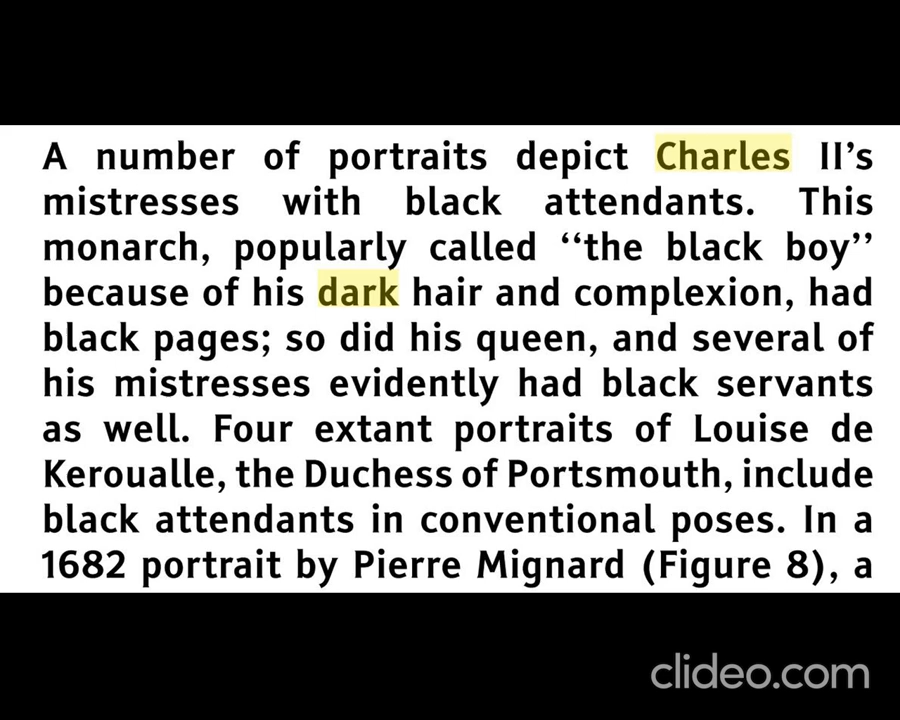 A number of portraits depict Charles II’s
mistresses with black attendants. This
monarch, popularly called ‘‘the black boy’’
because of his dark hair and complexion, had
black pages; so did his queen, and several of
his mistresses evidently had black servants
as well. Four extant portraits of Louise de
Keroualle, the Duchess of Portsmouth, include
black attendants in conventional poses. In a
1682 portrait by Pierre Mignard (Figure 8), a
clideo.com